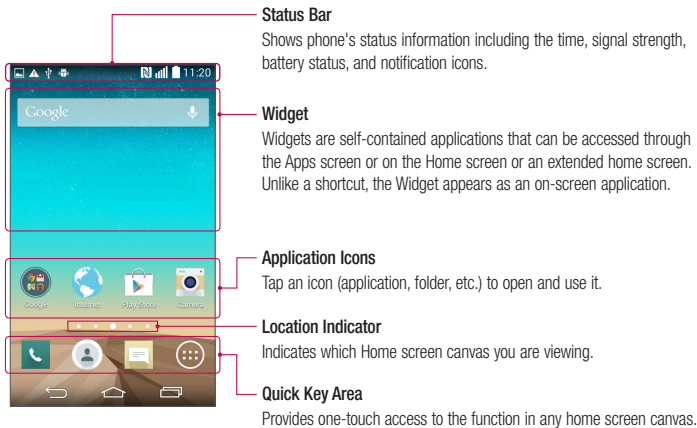 Status Bar
Shows phone's status information including the time, signal strength,
battery status, and notification icons.
11:20
Google
Widget
Widgets are self-contained applications that can be accessed through
the Apps screen or on the Home screen or an extended home screen.
Unlike a shortcut, the Widget appears as an on-screen application.
Google Internet Play Store Camera
Application Icons
Tap an icon (application, folder, etc.) to open and use it.
Location Indicator
Indicates which Home screen canvas you are viewing.
Quick Key Area
Provides one-touch access to the function in any home screen canvas.